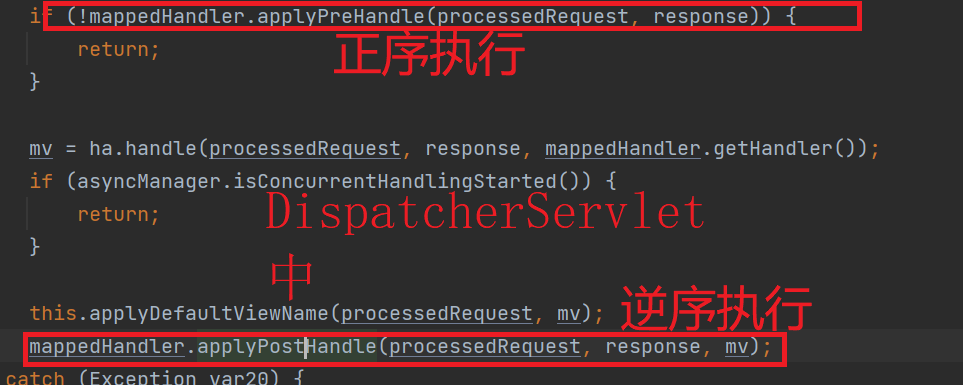 if (!mappedHandler.applyPreHandle(processedRequest, response)) {
正序执行
return;
}
mv = ha.handle(processedRequest, response, mappedHandler.getHandler());
if (asyncManager.isConcurrentHandlingStarted()) {
return;
DispatcherServlet
}
中
this.applyDefaultViewName(processedRequest, mv);
逆序执行
mappedHandler.applyPostHandle(processedRequest, response, mv);
catch (Exception var20) {